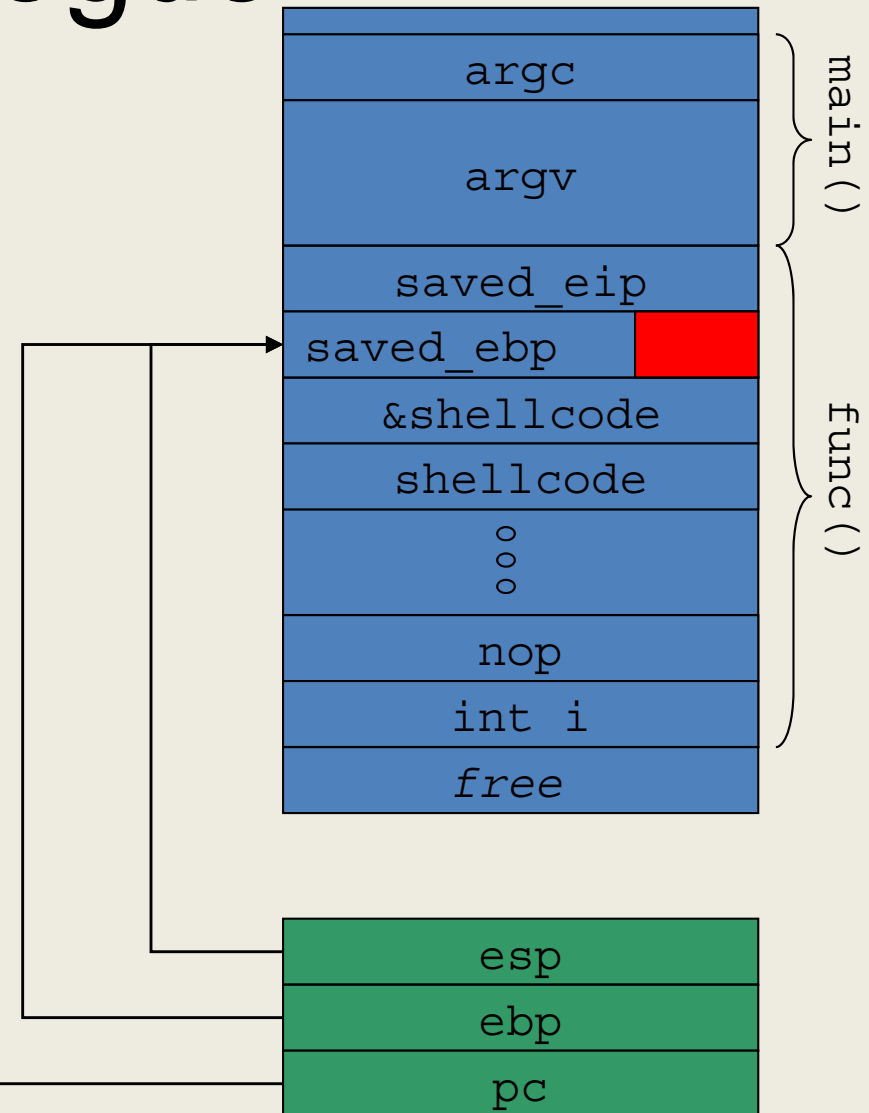 argc
argv
saved_eip
saved_ebp
&shellcode
shellcode
nop
int i
free
main()
func()
esp
ebp
pc